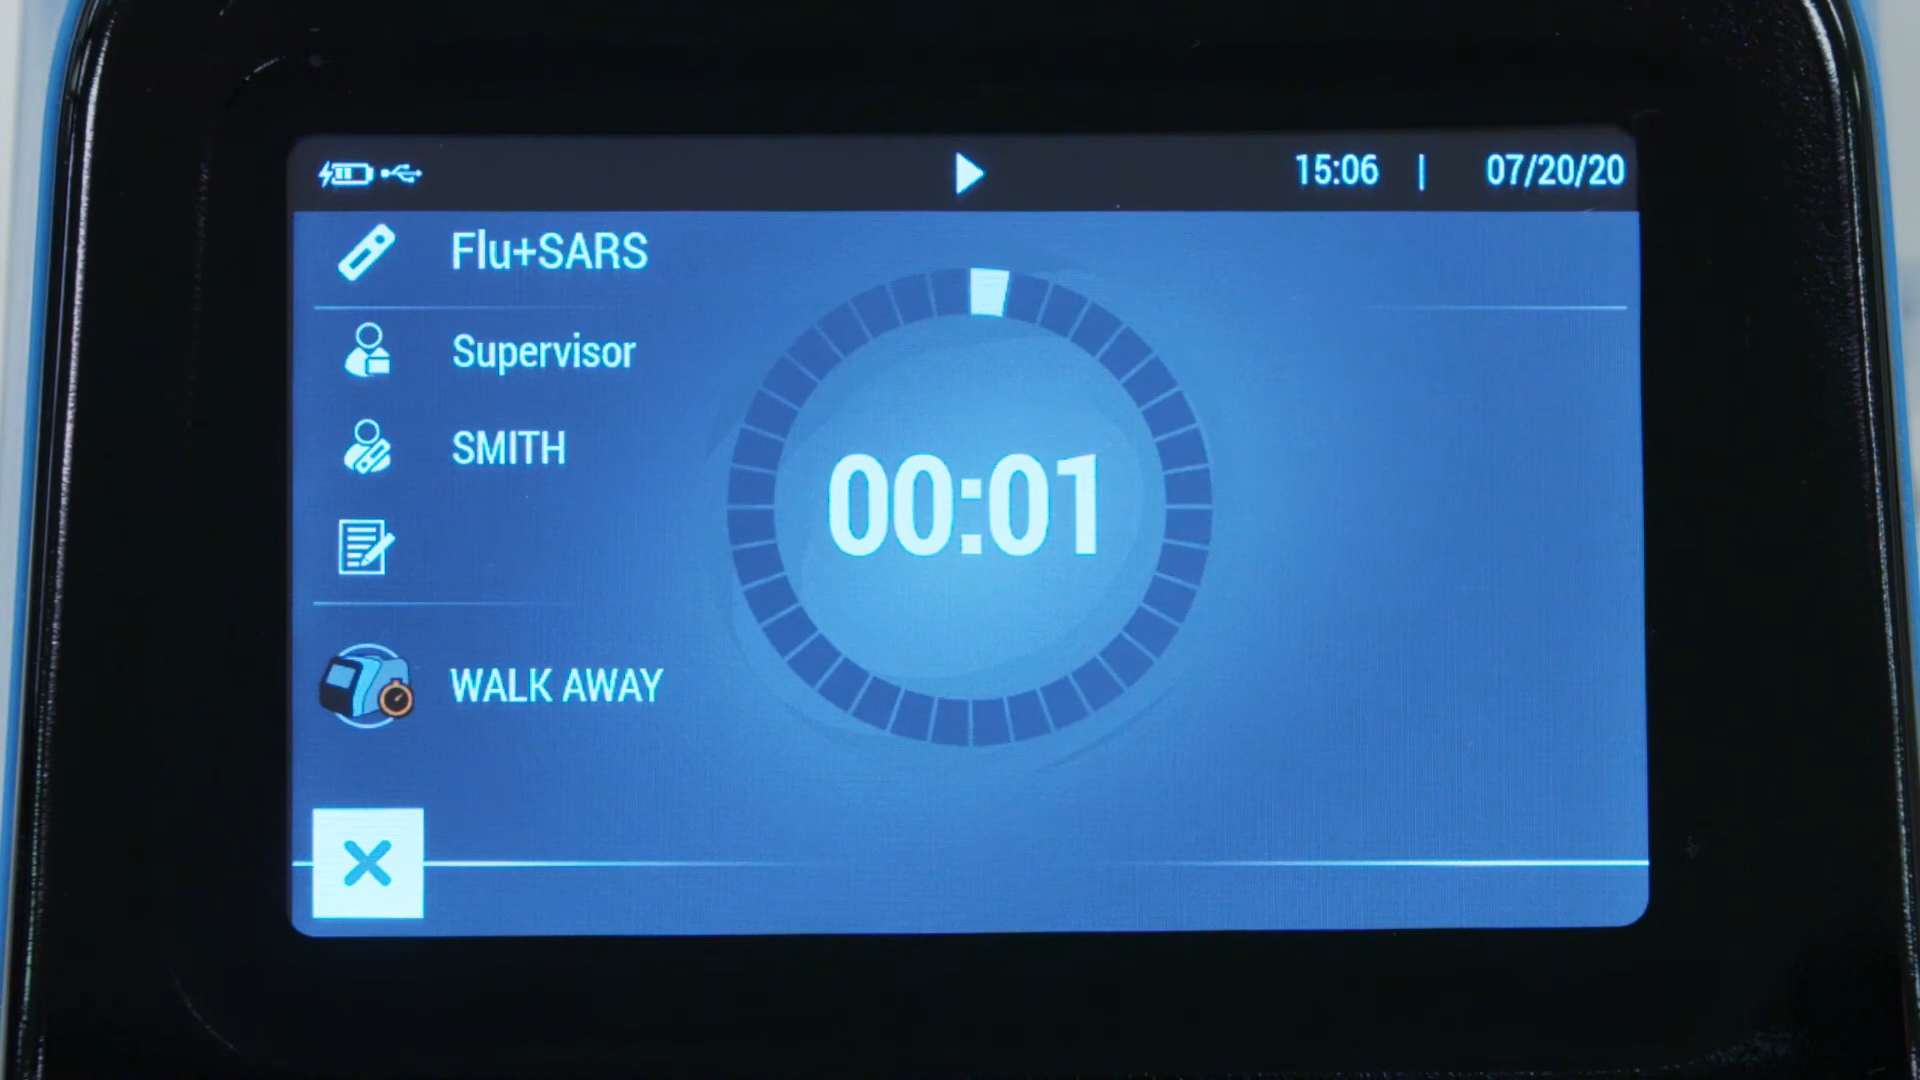 15:06 | 07/20/20
Flu+SARS
Supervisor
SMITH
00:01
WALK AWAY